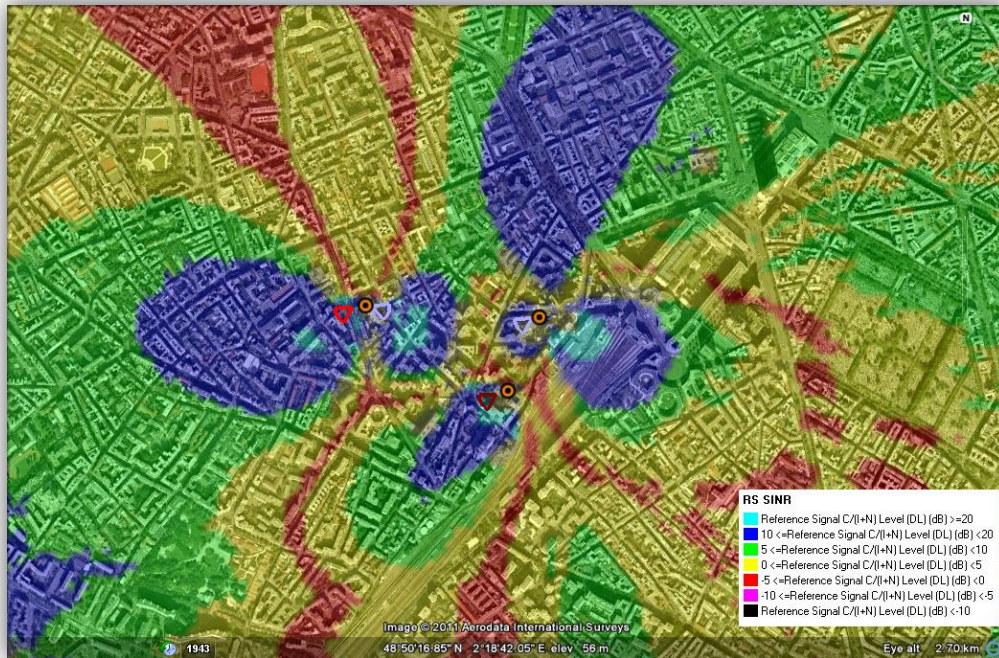 N
RS SINR
Reference Signal C/(I+N) Level (DL) (dB) >=20
10 <=Reference Signal C/(I+N) Level (DL) (dB) <20
5 <=Reference Signal C/(I+N) Level (DL) (dB) <10
0 <=Reference Signal C/(I+N) Level (DL) (dB) <5
-5 <=Reference Signal C/(I+N) Level (DL) (dB) <0
-10 <=Reference Signal C/(I+N) Level (DL) (dB) <-5
Reference Signal C/(I+N) Level (DL) (dB) <-10
Image © 2011 Aerodata International Surveys
1943 48°50'16.85" N 2°18'42.05" E elev 56 m Eye alt 2.70 km